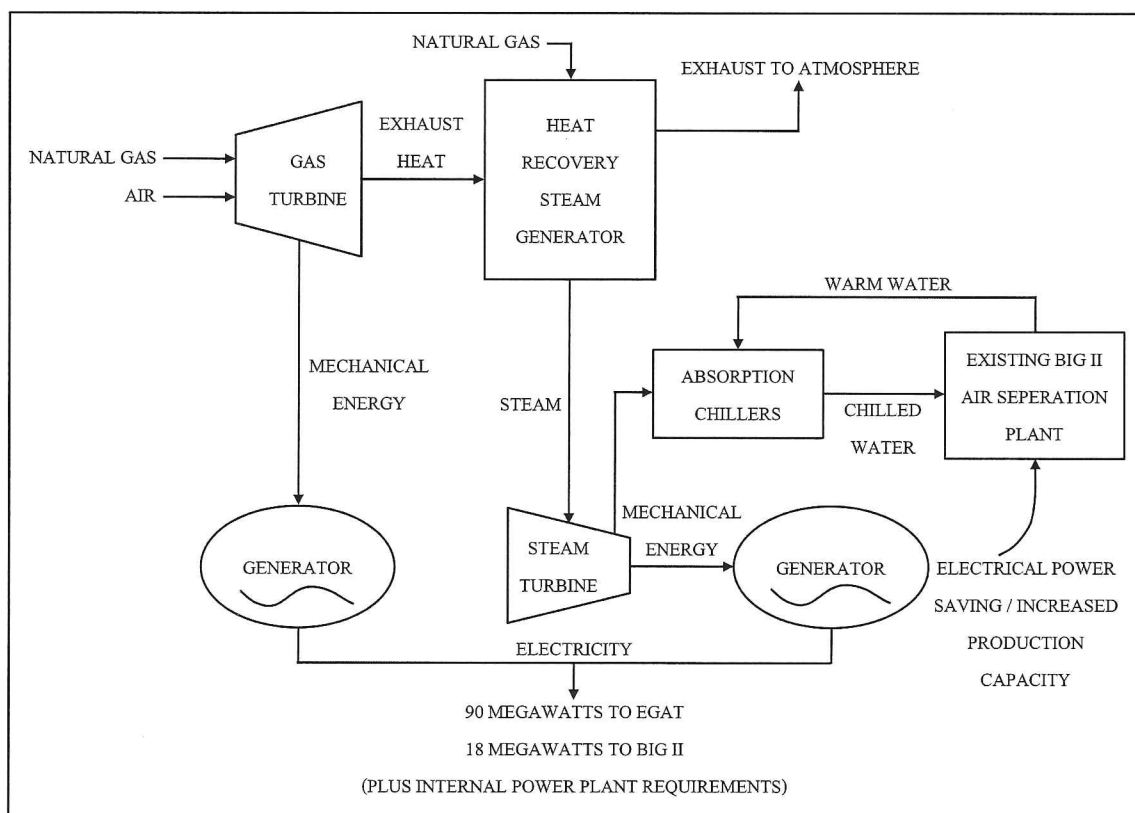 NATURAL GAS
EXHAUST TO ATMOSPHERE
EXHAUST
HEAT
HEAT
RECOVERY
STEAM
GENERATOR
NATURAL GAS
AIR
GAS
TURBINE
WARM WATER
MECHANICAL
ENERGY
STEAM
ABSORPTION
CHILLERS
CHILLED
WATER
EXISTING BIG II
AIR SEPERATION
PLANT
MECHANICAL
ENERGY
STEAM
TURBINE
GENERATOR
GENERATOR
ELECTRICAL POWER
SAVING / INCREASED
PRODUCTION
CAPACITY
ELECTRICITY
90 MEGAWATTS TO EGAT
18 MEGAWATTS TO BIG II
(PLUS INTERNAL POWER PLANT REQUIREMENTS)